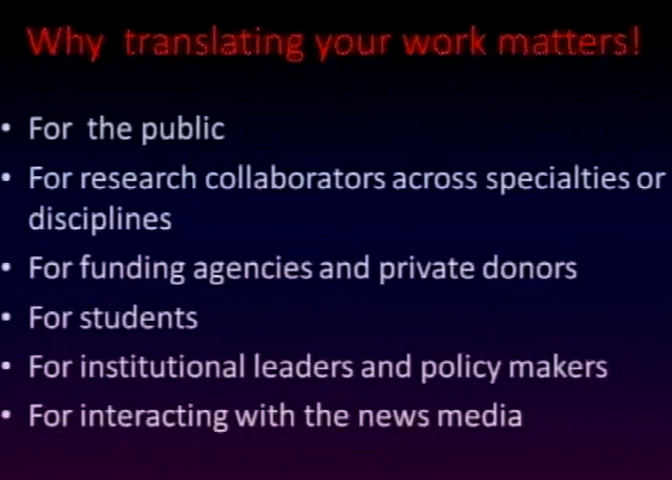 Why translating your work matters!
• For the public
• For research collaborators across specialties or
disciplines
• For funding agencies and private donors
• For students
• For institutional leaders and policy makers
• For interacting with the news media